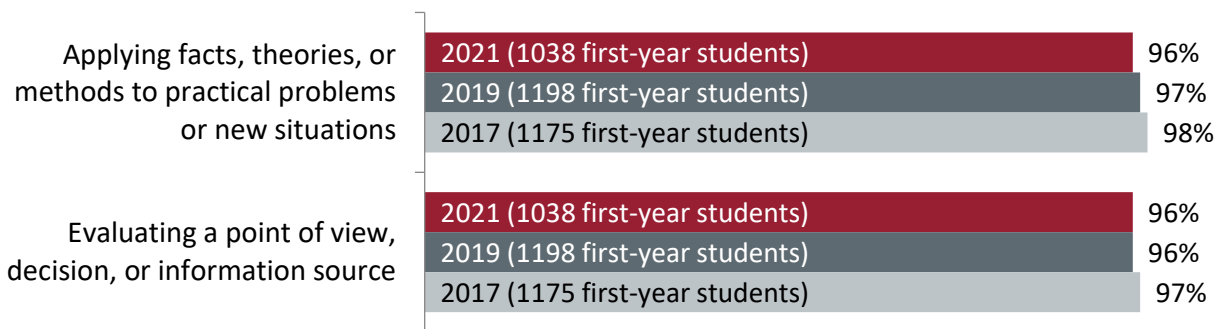 Applying facts, theories, or
methods to practical problems
or new situations
2021 (1038 first-year students) 96%
2019 (1198 first-year students) 97%
2017 (1175 first-year students) 98%
Evaluating a point of view,
decision, or information source
2021 (1038 first-year students) 96%
2019 (1198 first-year students) 96%
2017 (1175 first-year students) 97%